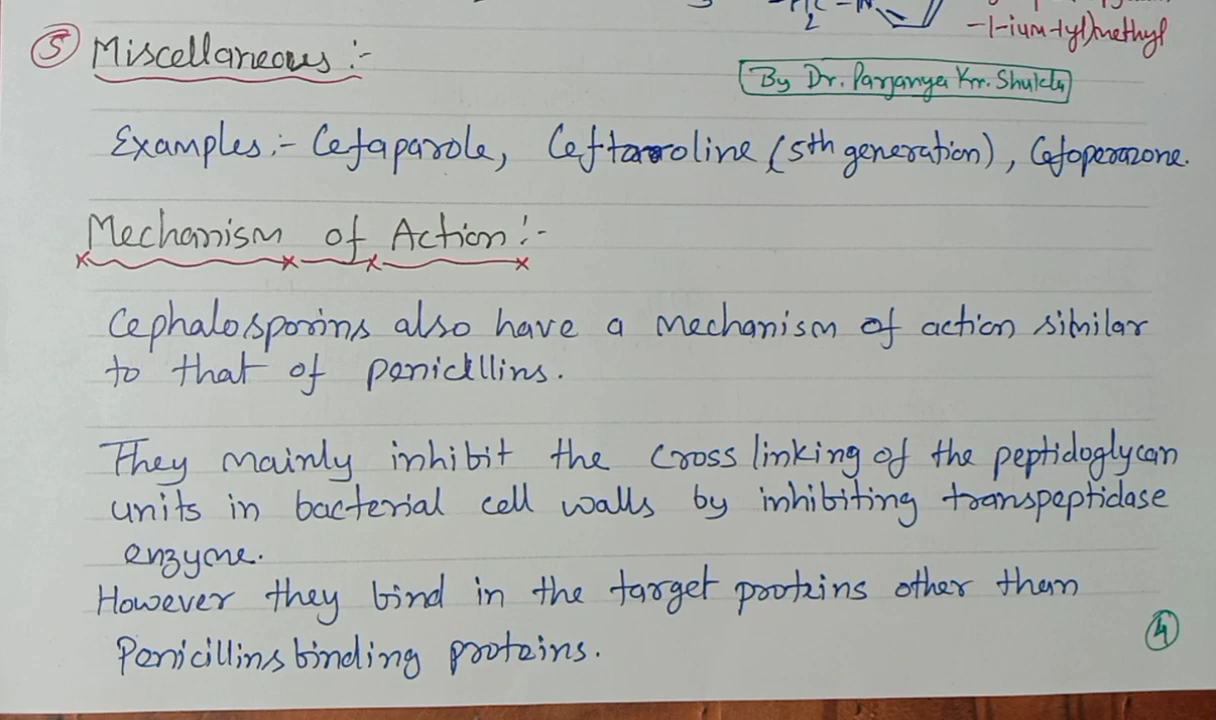 2
-1-ium-1yl)methyl
5 Miscellaneous :-
By Dr. Parjanya Kr. Shukla
Examples:- Cefaparole, Ceftaroline (5th generation), Cefoperazone.
Mechanism of Action:-
Cephalosporins also have a mechanism of action similar
to that of penicillins.
They mainly inhibit the cross linking of the peptidoglycan
units in bacterial cell walls by inhibiting transpeptidase
enzyme.
However they bind in the target proteins other than
Penicillins binding proteins.
4